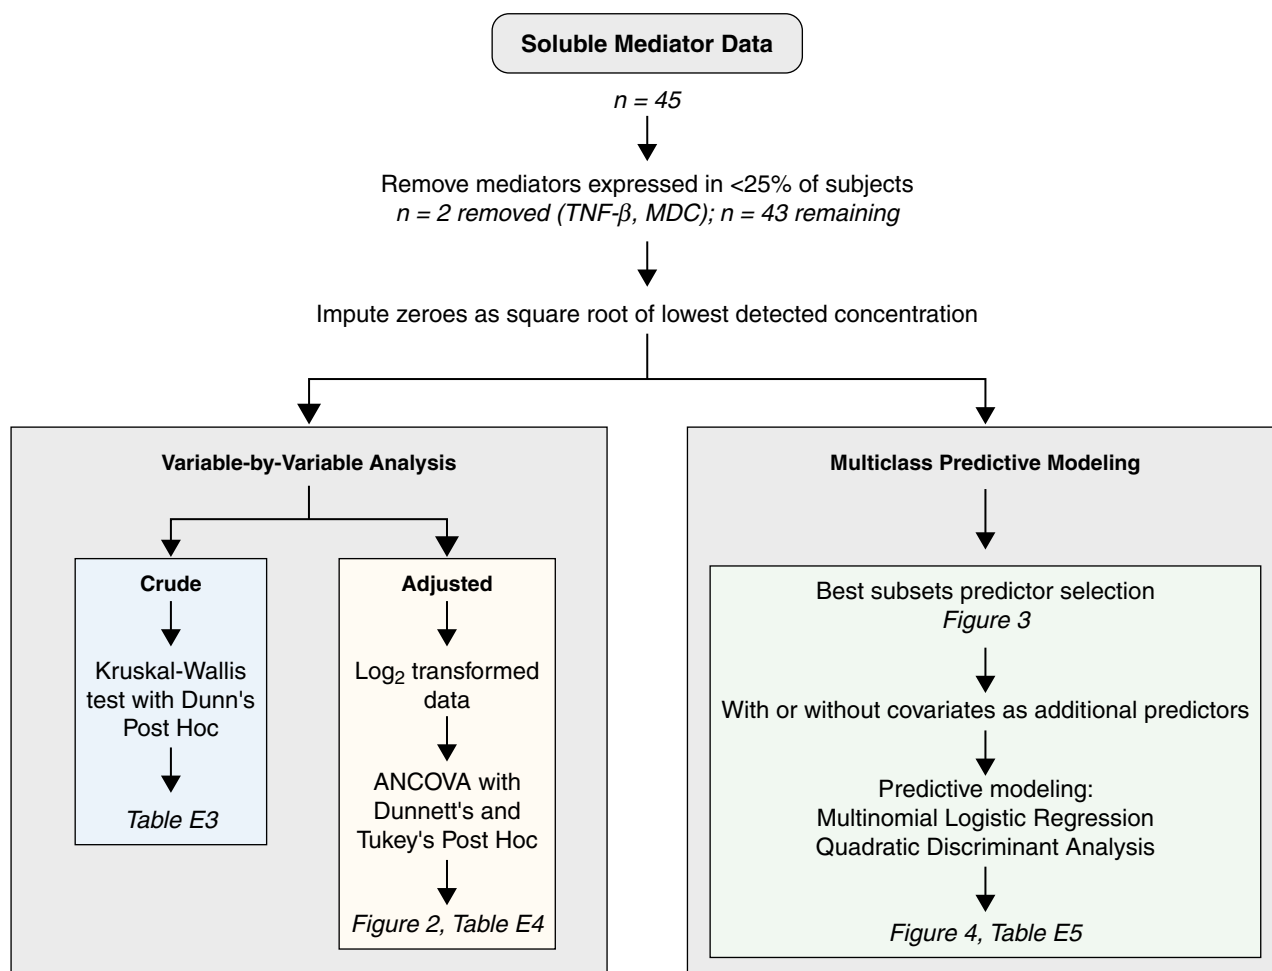 Soluble Mediator Data
n = 45
Remove mediators expressed in <25% of subjects
n = 2 removed (TNF-β, MDC); n = 43 remaining
Impute zeroes as square root of lowest detected concentration
Variable-by-Variable Analysis
Crude
Kruskal-Wallis
test with Dunn's
Post Hoc
Table E3
Adjusted
Log₂ transformed
data
ANCOVA with
Dunnett's and
Tukey's Post Hoc
Figure 2, Table E4
Multiclass Predictive Modeling
Best subsets predictor selection
Figure 3
With or without covariates as additional predictors
Predictive modeling:
Multinomial Logistic Regression
Quadratic Discriminant Analysis
Figure 4, Table E5